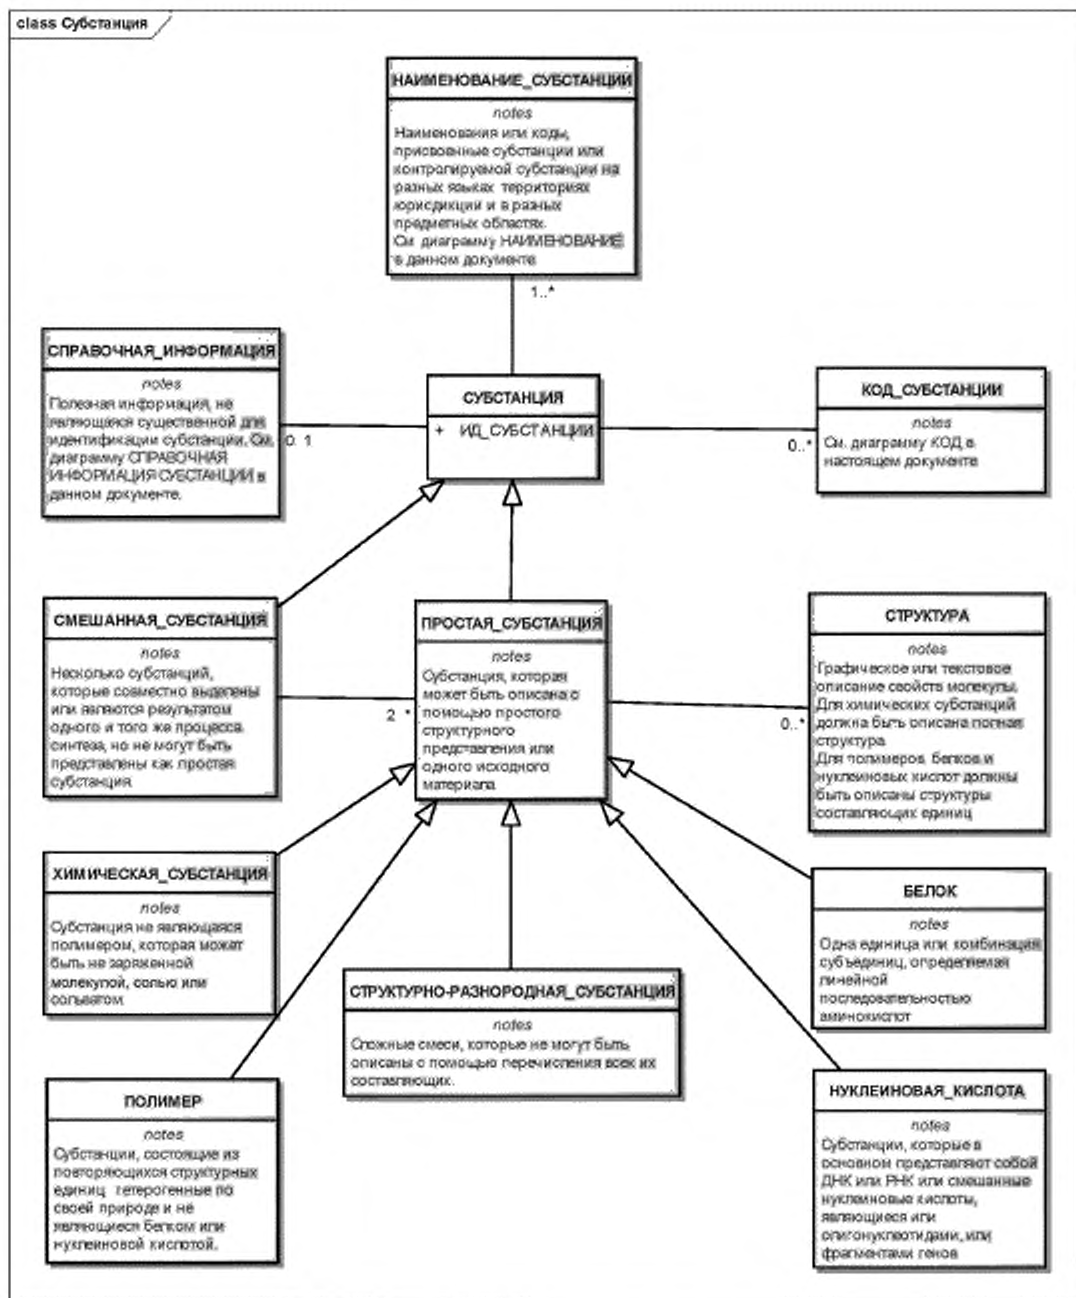 class Субстанция
НАИМЕНОВАНИЕ_СУБСТАНЦИИ
notes
Наименования или коды,
присвоенные субстанции или
контролируемой субстанции на
разных языках территориях
юрисдикции и в разных
предметных областях.
См. диаграмму НАИМЕНОВАНИЕ
в данном документе
1..*
СПРАВОЧНАЯ_ИНФОРМАЦИЯ
notes
Полезная информация, не
являющаяся существенной для
идентификации субстанции. См.
диаграмму СПРАВОЧНАЯ
ИНФОРМАЦИЯ СУБСТАНЦИИ в
данном документе.
0. 1
СУБСТАНЦИЯ
+ ИД_СУБСТАНЦИИ
0..*
КОД_СУБСТАНЦИИ
notes
См. диаграмму КОД в
настоящем документе
СМЕШАННАЯ_СУБСТАНЦИЯ
notes
Несколько субстанций,
которые совместно выделены
или являются результатом
одного и того же процесса
синтеза, но не могут быть
представлены как простая
субстанция.
2 *
ПРОСТАЯ_СУБСТАНЦИЯ
notes
Субстанция, которая
может быть описана с
помощью простого
структурного
представления или
одного исходного
материала
0..*
СТРУКТУРА
notes
Графическое или текстовое
описание свойств молекулы.
Для химических субстанций
должна быть описана полная
структура
Для полимеров, белков и
нуклеиновых кислот должны
быть описаны структуры
составляющих единиц
ХИМИЧЕСКАЯ_СУБСТАНЦИЯ
notes
Субстанция не являющаяся
полимером, которая может
быть не заряженной
молекулой, солью или
сольватом
СТРУКТУРНО-РАЗНОРОДНАЯ_СУБСТАНЦИЯ
notes
Сложные смеси, которые не могут быть
описаны с помощью перечисления всех их
составляющих.
БЕЛОК
notes
Одна единица или комбинация
субъединиц, определяемая
линейной
последовательностью
аминокислот
ПОЛИМЕР
notes
Субстанции, состоящие из
повторяющихся структурных
единиц гетерогенные по
своей природе и не
являющиеся белком или
нуклеиновой кислотой.
НУКЛЕИНОВАЯ_КИСЛОТА
notes
Субстанции, которые в
основном представляют собой
ДНК или РНК или смешанные
нуклеиновые кислоты,
являющиеся или
олигонуклеотидами, или
фрагментами генов